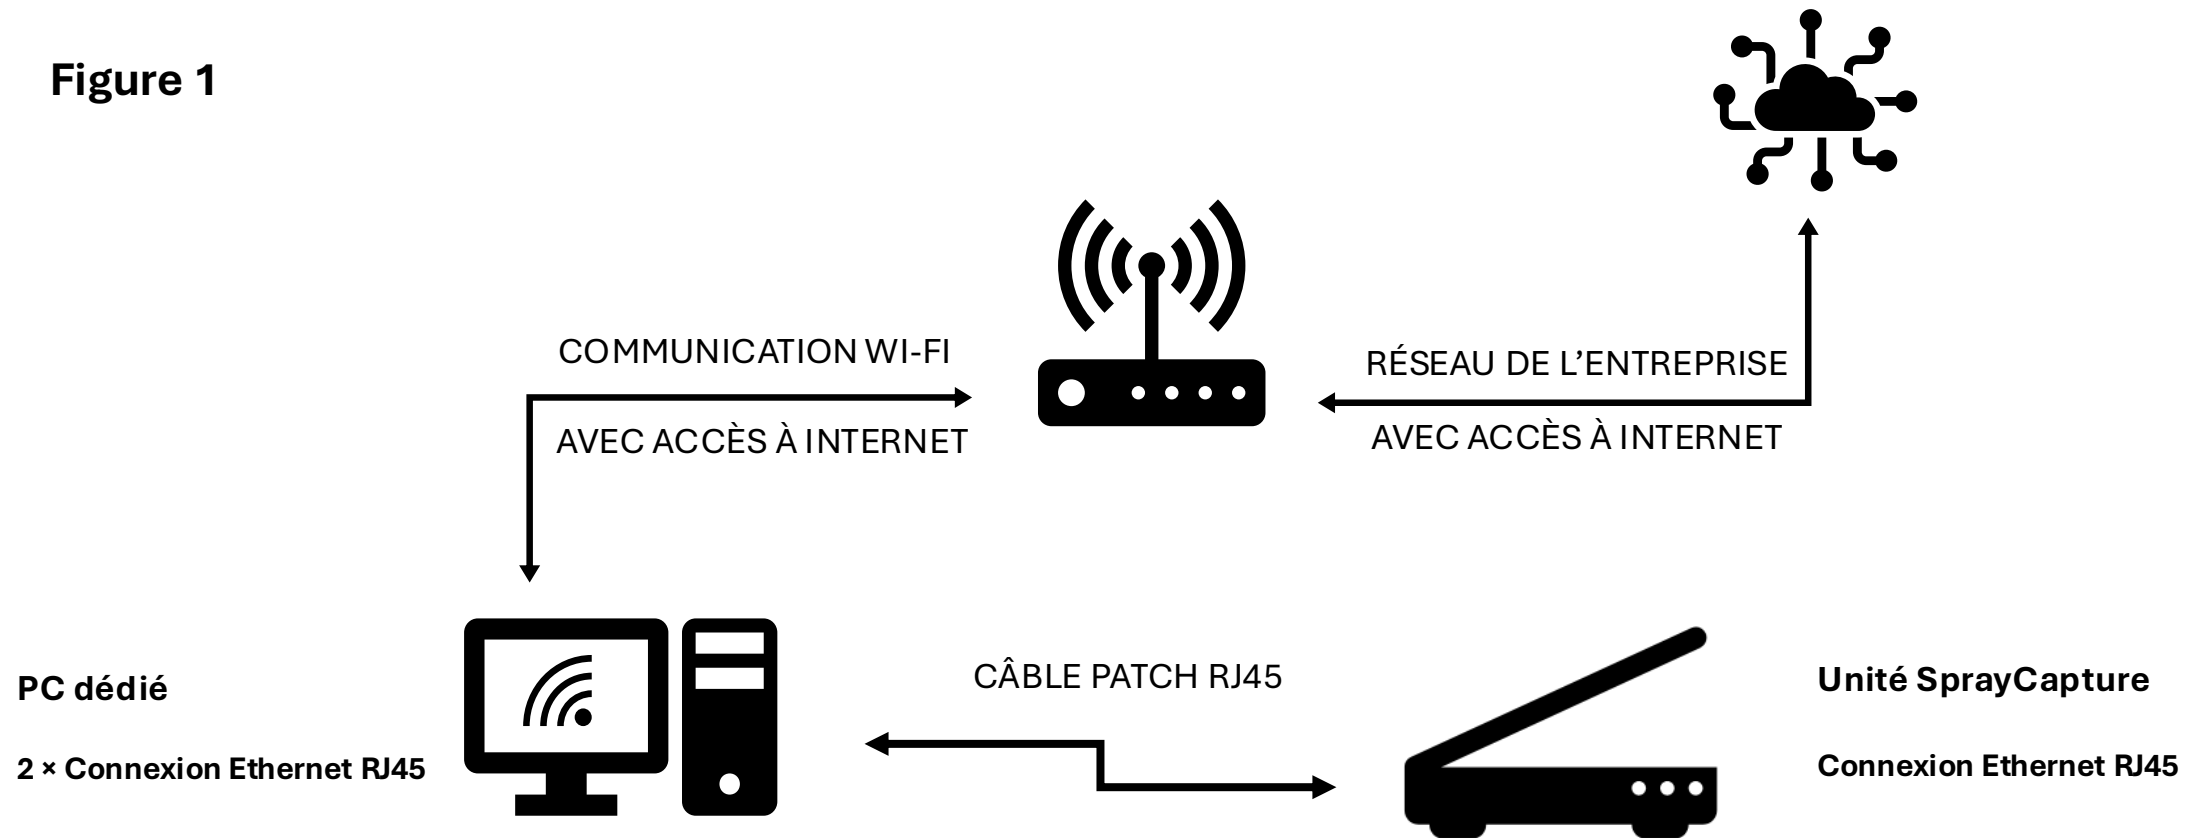 Figure 1
COMMUNICATION WI-FI
AVEC ACCÈS À INTERNET
RÉSEAU DE L’ENTREPRISE
AVEC ACCÈS À INTERNET
PC dédié
2 × Connexion Ethernet RJ45
CÂBLE PATCH RJ45
Unité SprayCapture
Connexion Ethernet RJ45